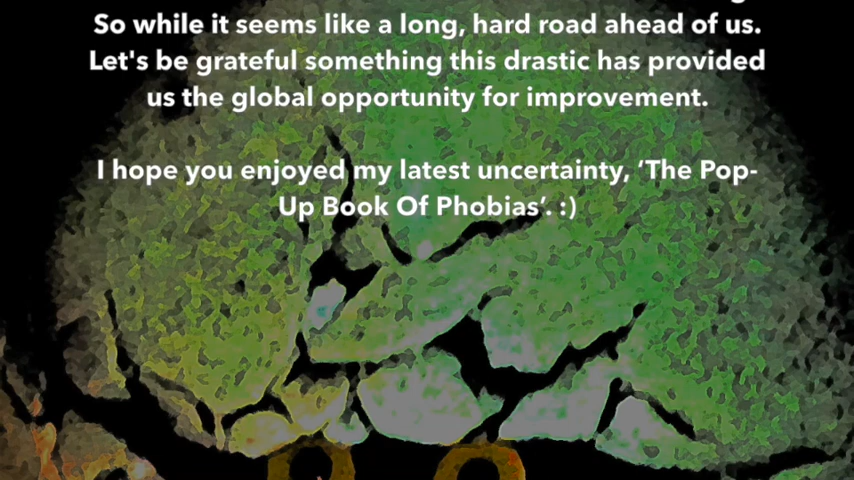 So while it seems like a long, hard road ahead of us.
Let's be grateful something this drastic has provided
us the global opportunity for improvement.
I hope you enjoyed my latest uncertainty, ‘The Pop-
Up Book Of Phobias’. :)